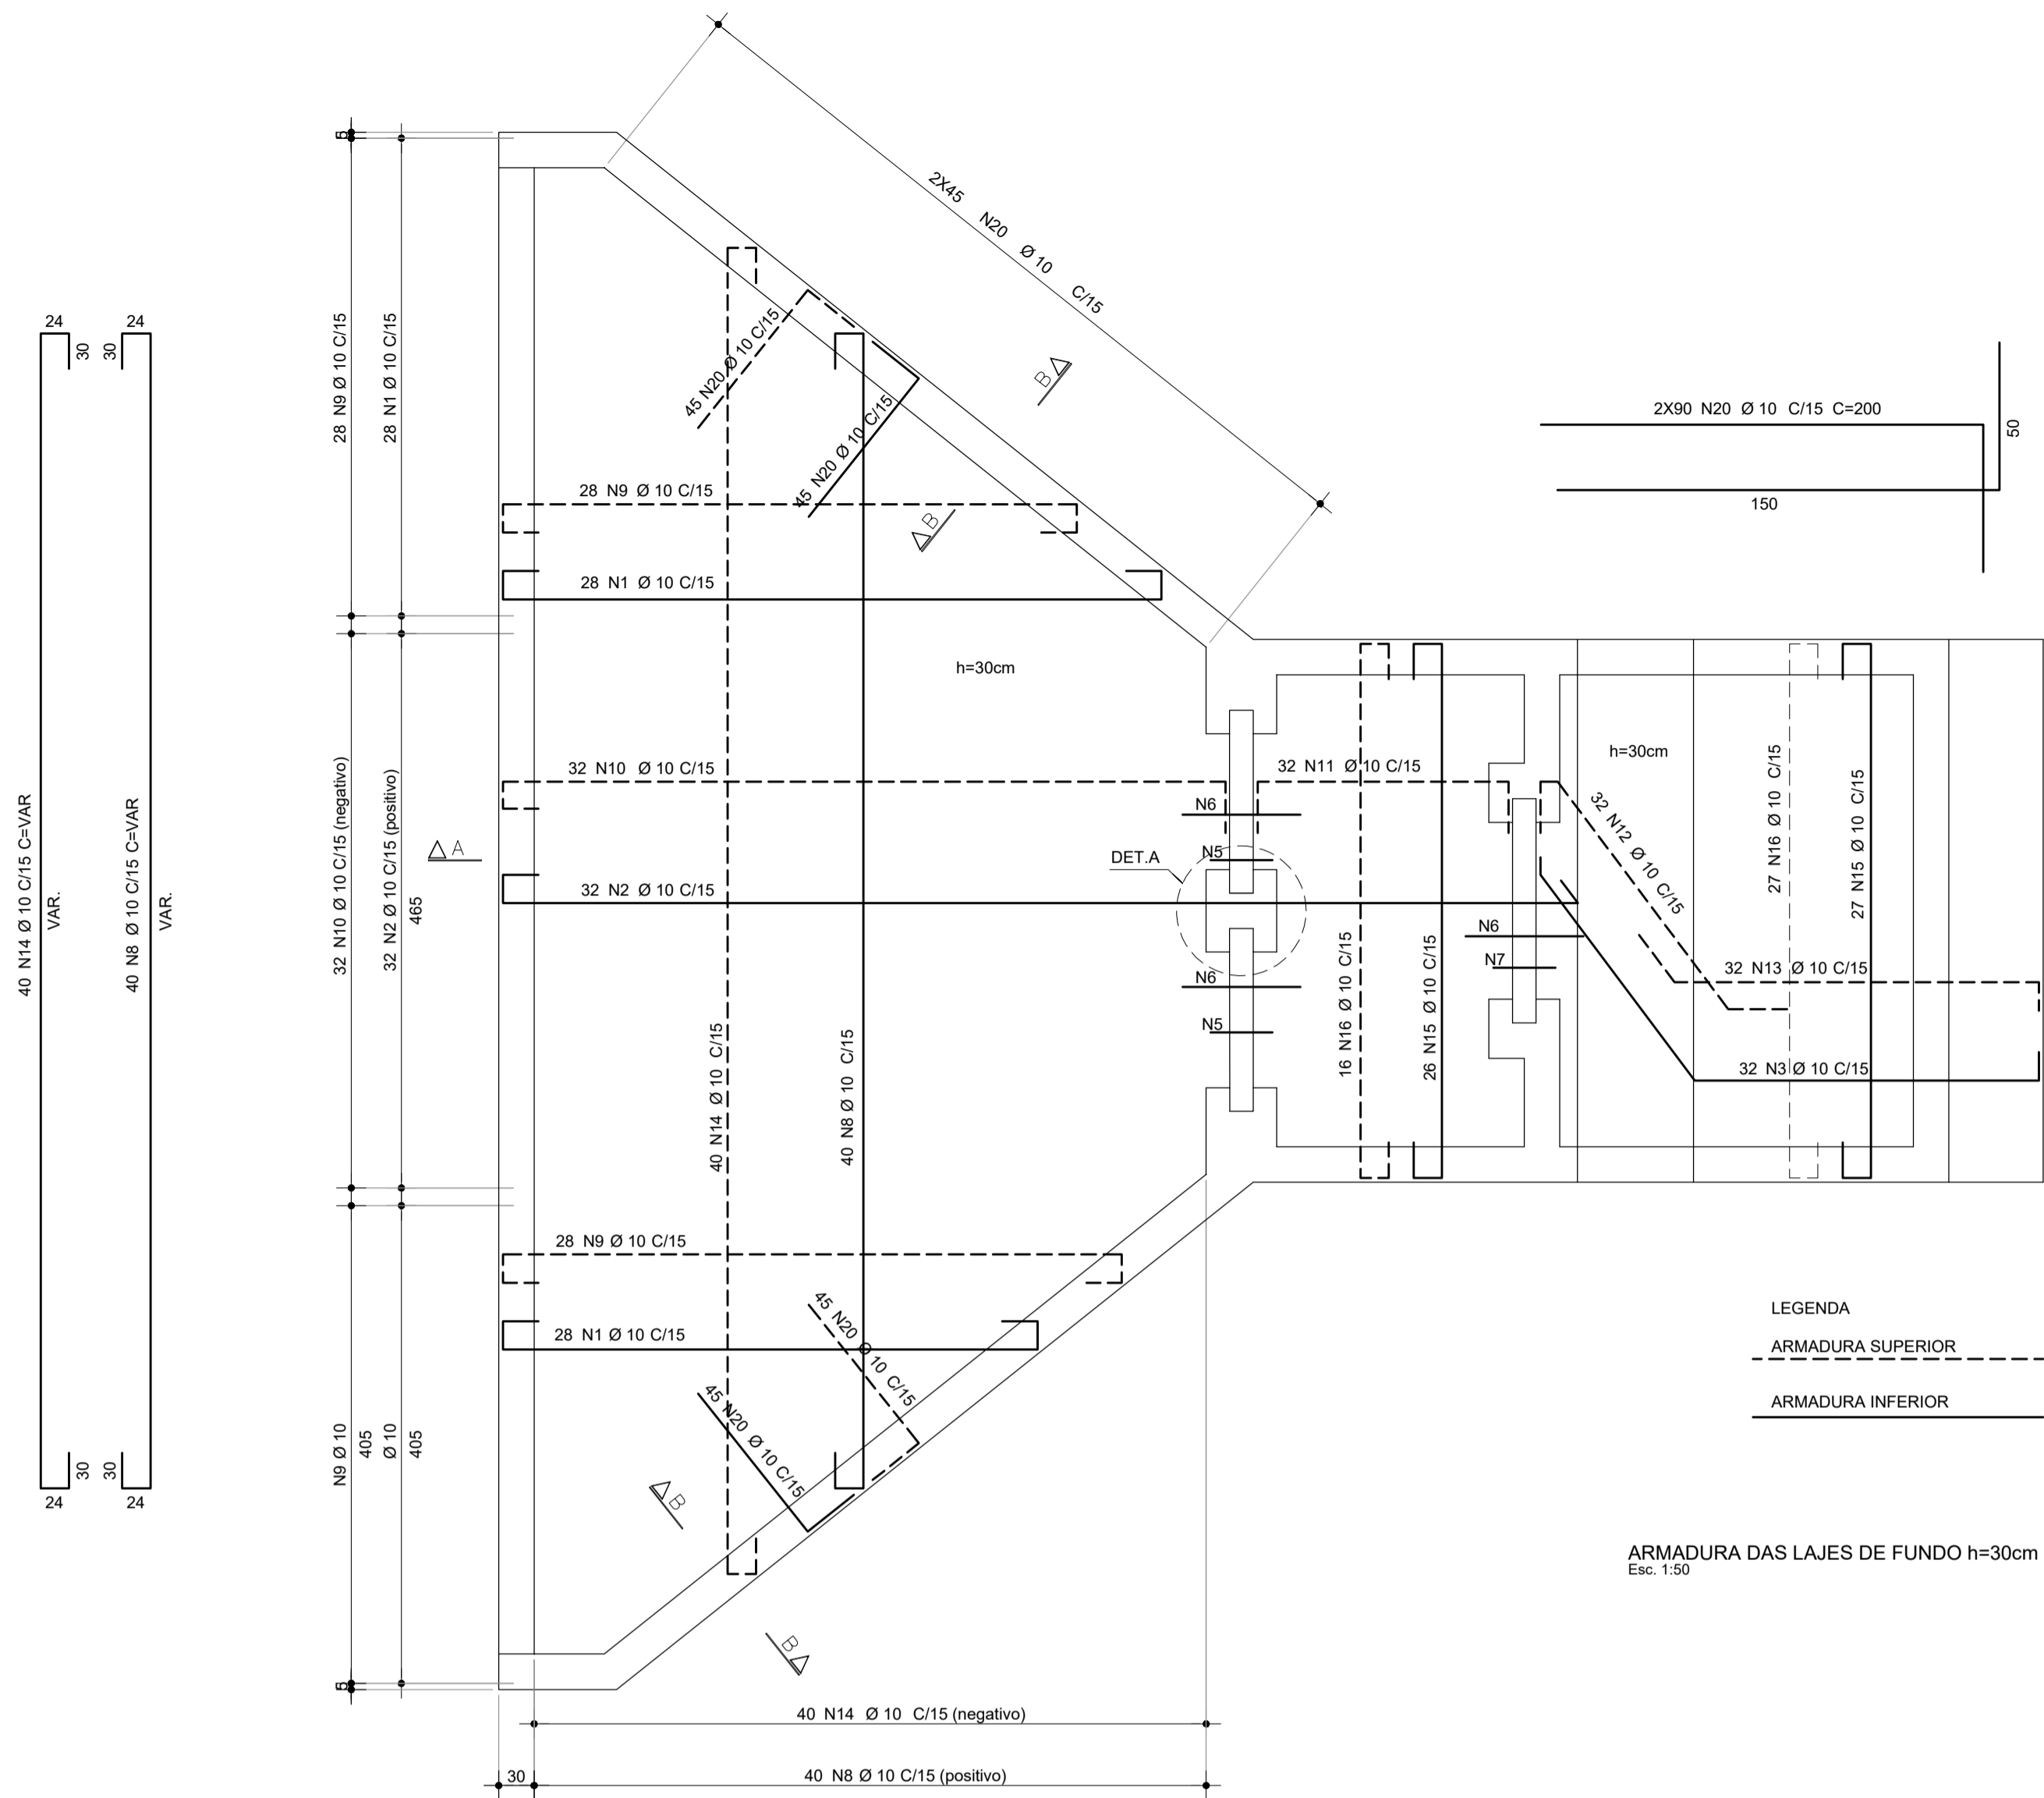 2X45 N20 Ø 10 C/15
5
24
24
30
30
40 N14 Ø 10 C/15 C=VAR
VAR.
40 N8 Ø 10 C/15 C=VAR
VAR.
30
30
24
24
28 N9 Ø 10 C/15
28 N1 Ø 10 C/15
45 N20 Ø 10 C/15
45 N20 Ø 10 C/15
B
B
2X90 N20 Ø 10 C/15 C=200
50
150
28 N9 Ø 10 C/15
28 N1 Ø 10 C/15
h=30cm
32 N10 Ø 10 C/15 (negativo)
32 N2 Ø 10 C/15 (positivo)
465
A
32 N10 Ø 10 C/15
32 N11 Ø 10 C/15
h=30cm
N6
N5
DET.A
32 N2 Ø 10 C/15
N6
N5
N6
N7
32 N12 Ø 10 C/15
27 N16 Ø 10 C/15
27 N15 Ø 10 C/15
32 N13 Ø 10 C/15
32 N3 Ø 10 C/15
16 N16 Ø 10 C/15
26 N15 Ø 10 C/15
40 N14 Ø 10 C/15
40 N8 Ø 10 C/15
28 N9 Ø 10 C/15
28 N1 Ø 10 C/15
45 N20 Ø 10 C/15
45 N20 Ø 10 C/15
N9 Ø 10
405
Ø 10
405
B
B
5
LEGENDA
ARMADURA SUPERIOR
ARMADURA INFERIOR
ARMADURA DAS LAJES DE FUNDO h=30cm
Esc. 1:50
40 N14 Ø 10 C/15 (negativo)
30
40 N8 Ø 10 C/15 (positivo)